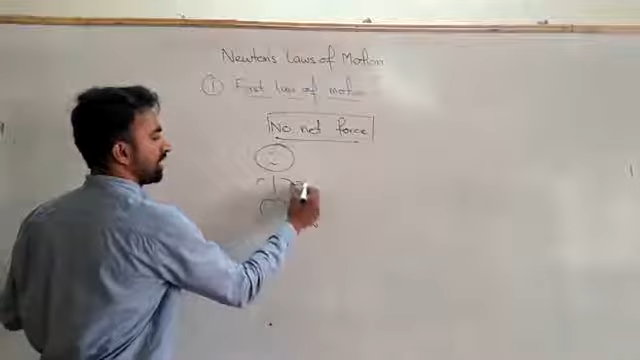 Newton's Laws of Motion
① First law of motion
No net force